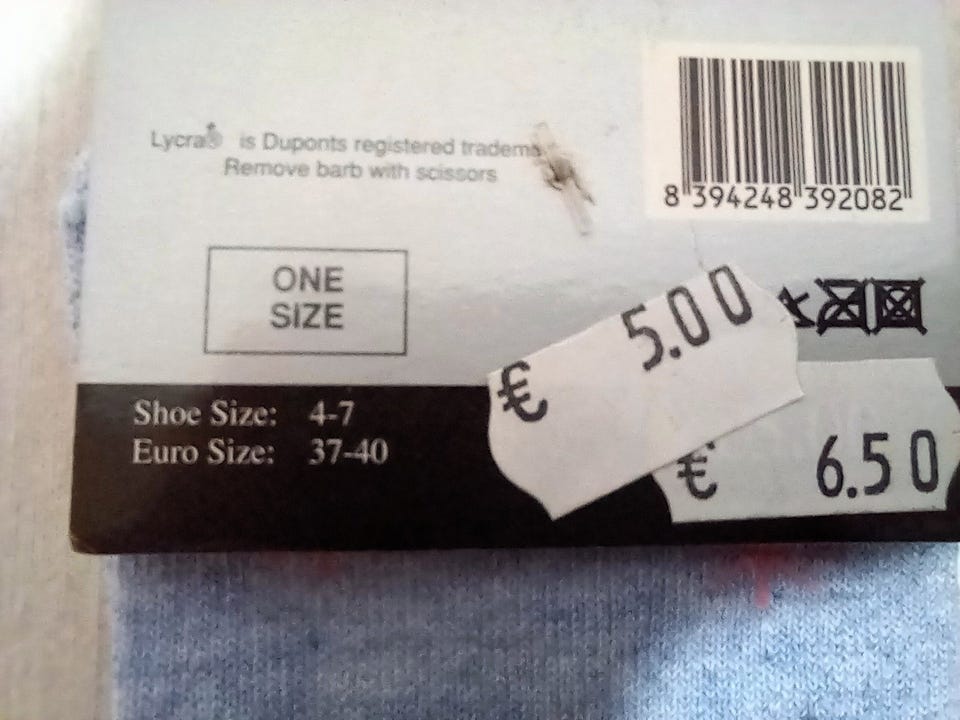 Lycra® is Duponts registered tradema
Remove barb with scissors
8 394248 392082
ONE
SIZE
€ 5.00
Shoe Size: 4-7
Euro Size: 37-40
€ 6.50